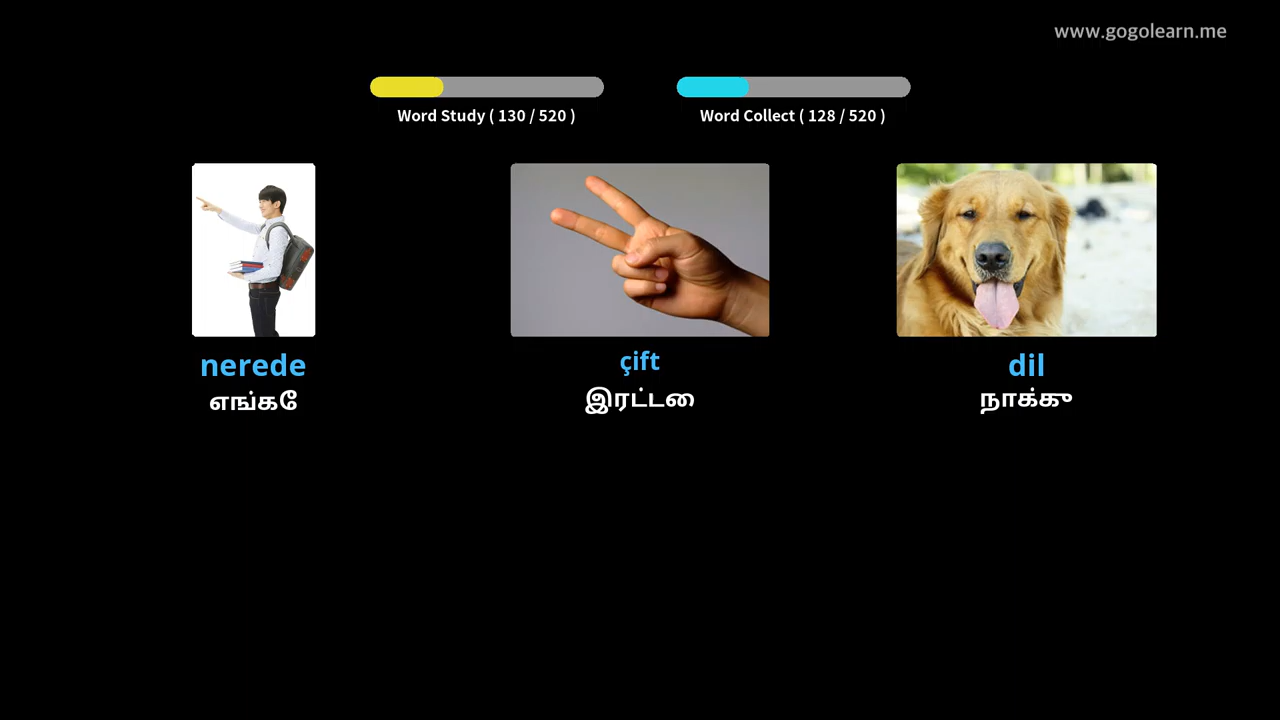 www.gogolearn.me
Word Study ( 130 / 520 )
Word Collect ( 128 / 520 )
nerede
எங்கே
çift
இரட்டை
dil
நாக்கு